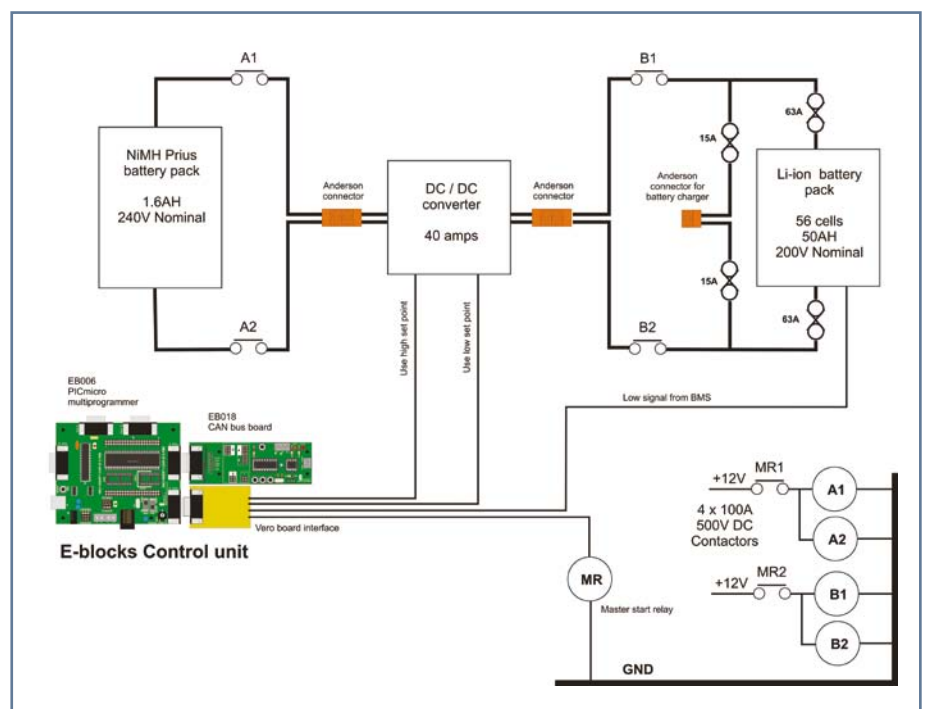 A1
B1
63A
15A
NiMH Prius
battery pack
1.6AH
240V Nominal
Anderson
connector
DC / DC
converter
40 amps
Anderson
connector
Anderson
connector for
battery charger
Li-ion battery
pack
56 cells
50AH
200V Nominal
15A
63A
A2
B2
Use high set point
Use low set point
Low signal from BMS
EB006
PICmicro
multiprogrammer
EB018
CAN bus board
Vero board interface
E-blocks Control unit
MR
Master start relay
GND
+12V
MR1
A1
4 x 100A
500V DC
Contactors
A2
+12V
MR2
B1
B2